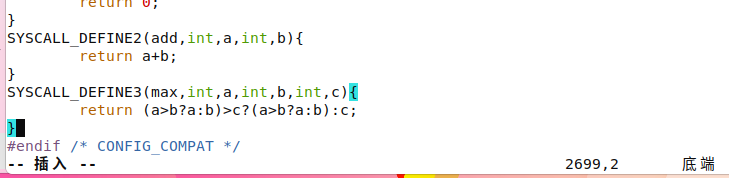 return 0;
}
SYSCALL_DEFINE2(add,int,a,int,b){
        return a+b;
}
SYSCALL_DEFINE3(max,int,a,int,b,int,c){
        return (a>b?a:b)>c?(a>b?a:b):c;
}
#endif /* CONFIG_COMPAT */
-- 插入 -- 2699,2 底端